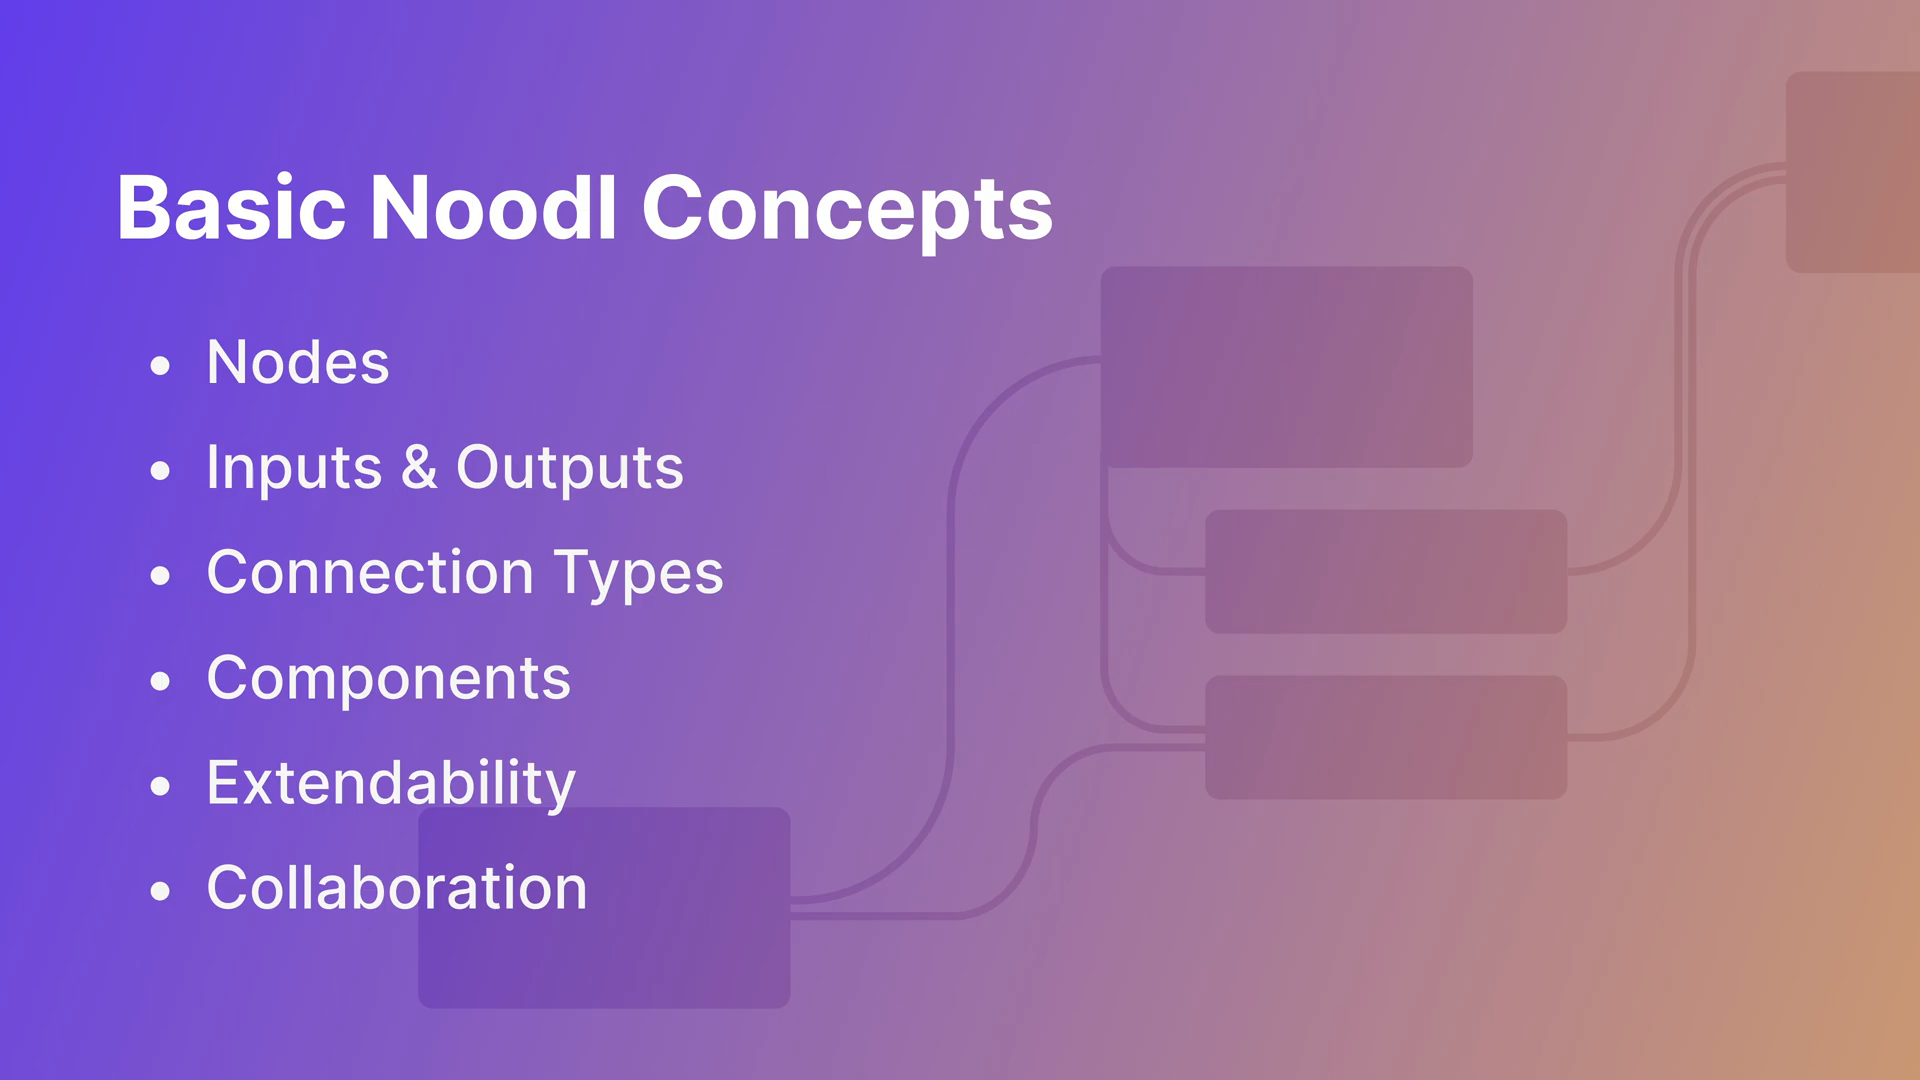 Basic Noodl Concepts
• Nodes
• Inputs & Outputs
• Connection Types
• Components
• Extendability
• Collaboration